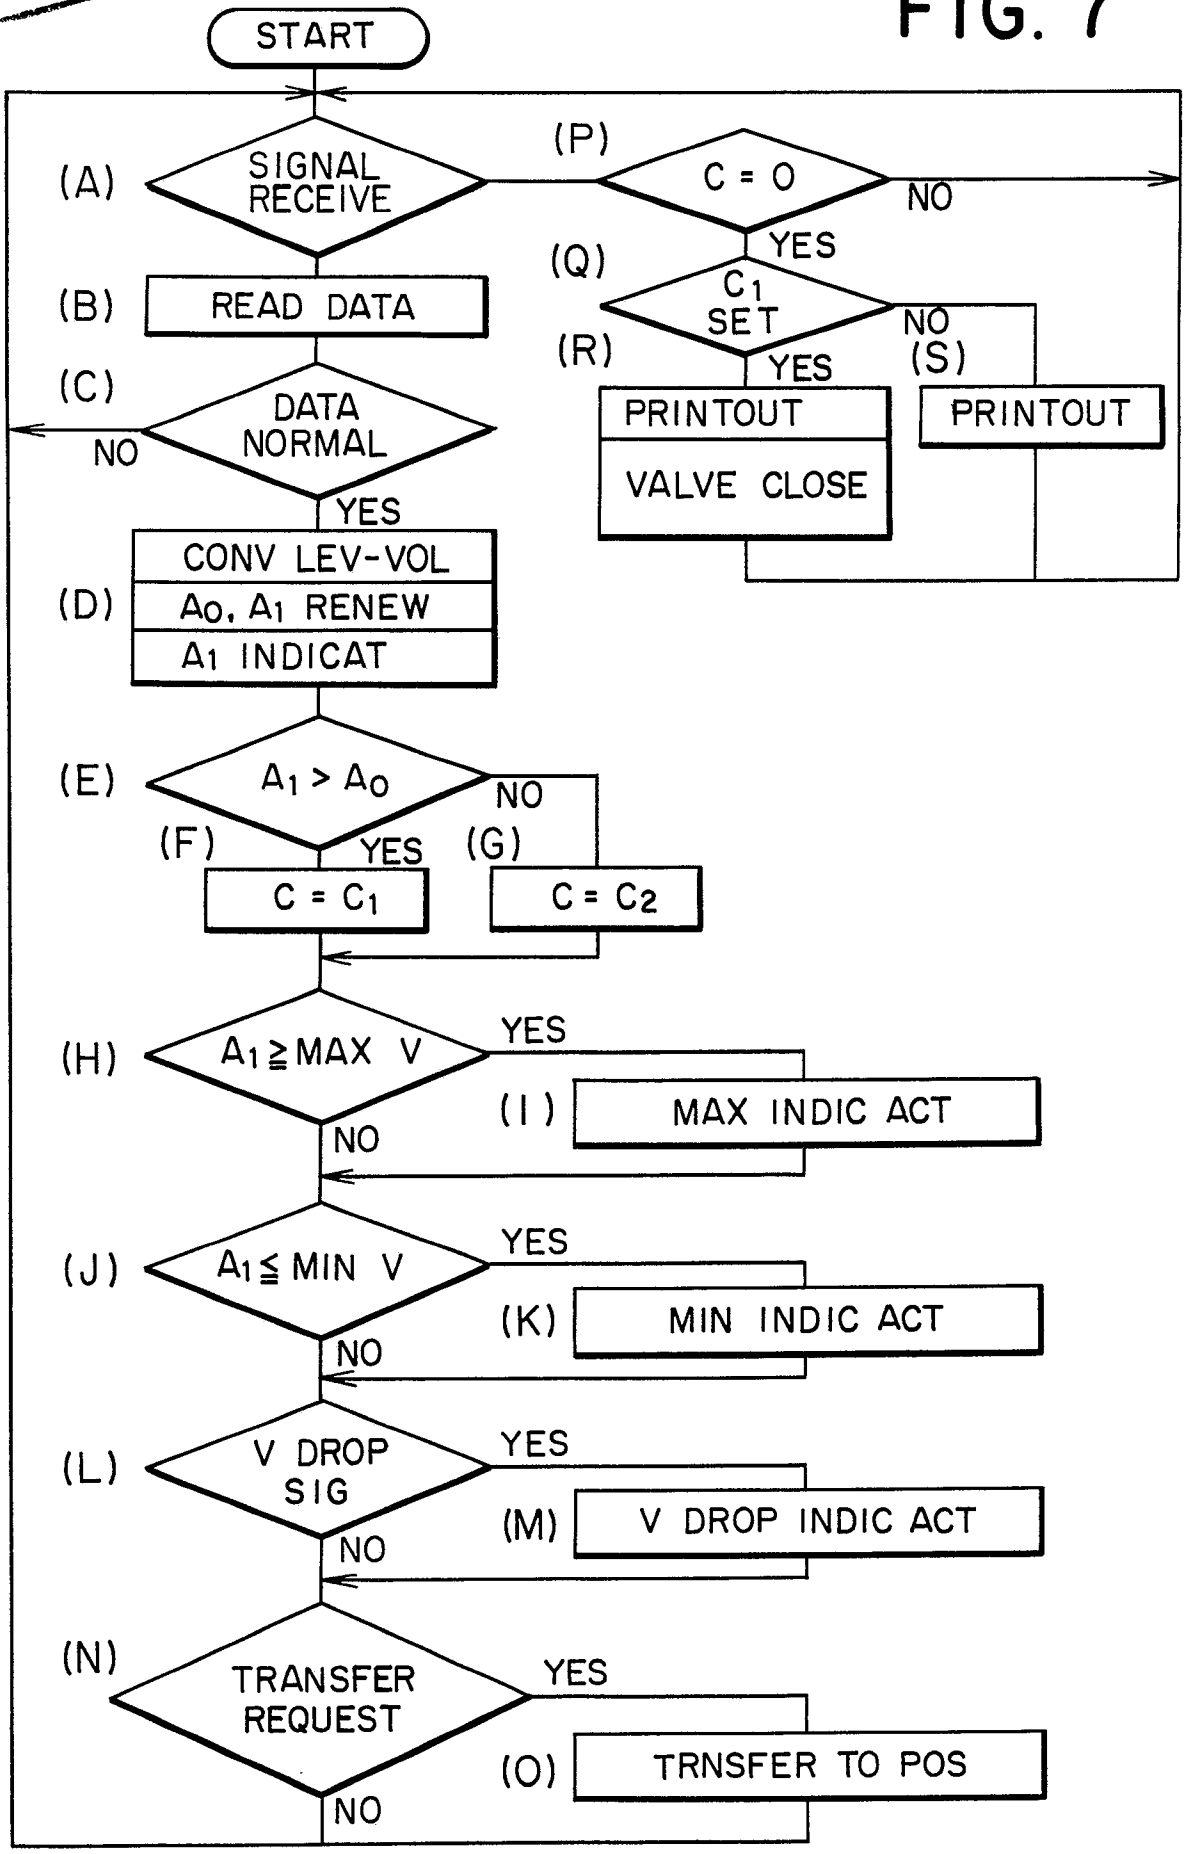 FIG. 7
START
(A)
SIGNAL
RECEIVE
(P)
C = 0
NO
YES
(B)
READ DATA
(Q)
C1
SET
NO
YES
(R)
PRINTOUT
VALVE CLOSE
(S)
PRINTOUT
(C)
DATA
NORMAL
NO
YES
(D)
CONV LEV-VOL
A0, A1 RENEW
A1 INDICAT
(E)
A1 > A0
NO
YES
(F)
C = C1
(G)
C = C2
(H)
A1 ≧ MAX V
YES
NO
(I)
MAX INDIC ACT
(J)
A1 ≦ MIN V
YES
NO
(K)
MIN INDIC ACT
(L)
V DROP
SIG
YES
NO
(M)
V DROP INDIC ACT
(N)
TRANSFER
REQUEST
YES
NO
(O)
TRNSFER TO POS